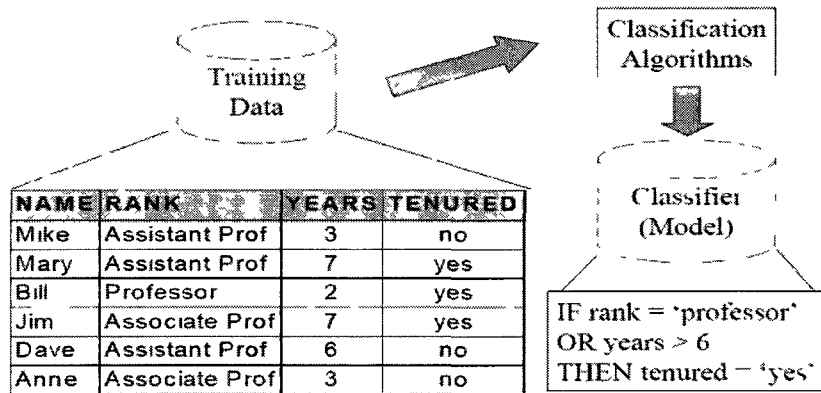 Training
Data
Classification
Algorithms
Classifier
(Model)
NAME RANK YEARS TENURED
Mike Assistant Prof 3 no
Mary Assistant Prof 7 yes
Bill Professor 2 yes
Jim Associate Prof 7 yes
Dave Assistant Prof 6 no
Anne Associate Prof 3 no
IF rank = ‘professor‘
OR years > 6
THEN tenured = ‘yes‘